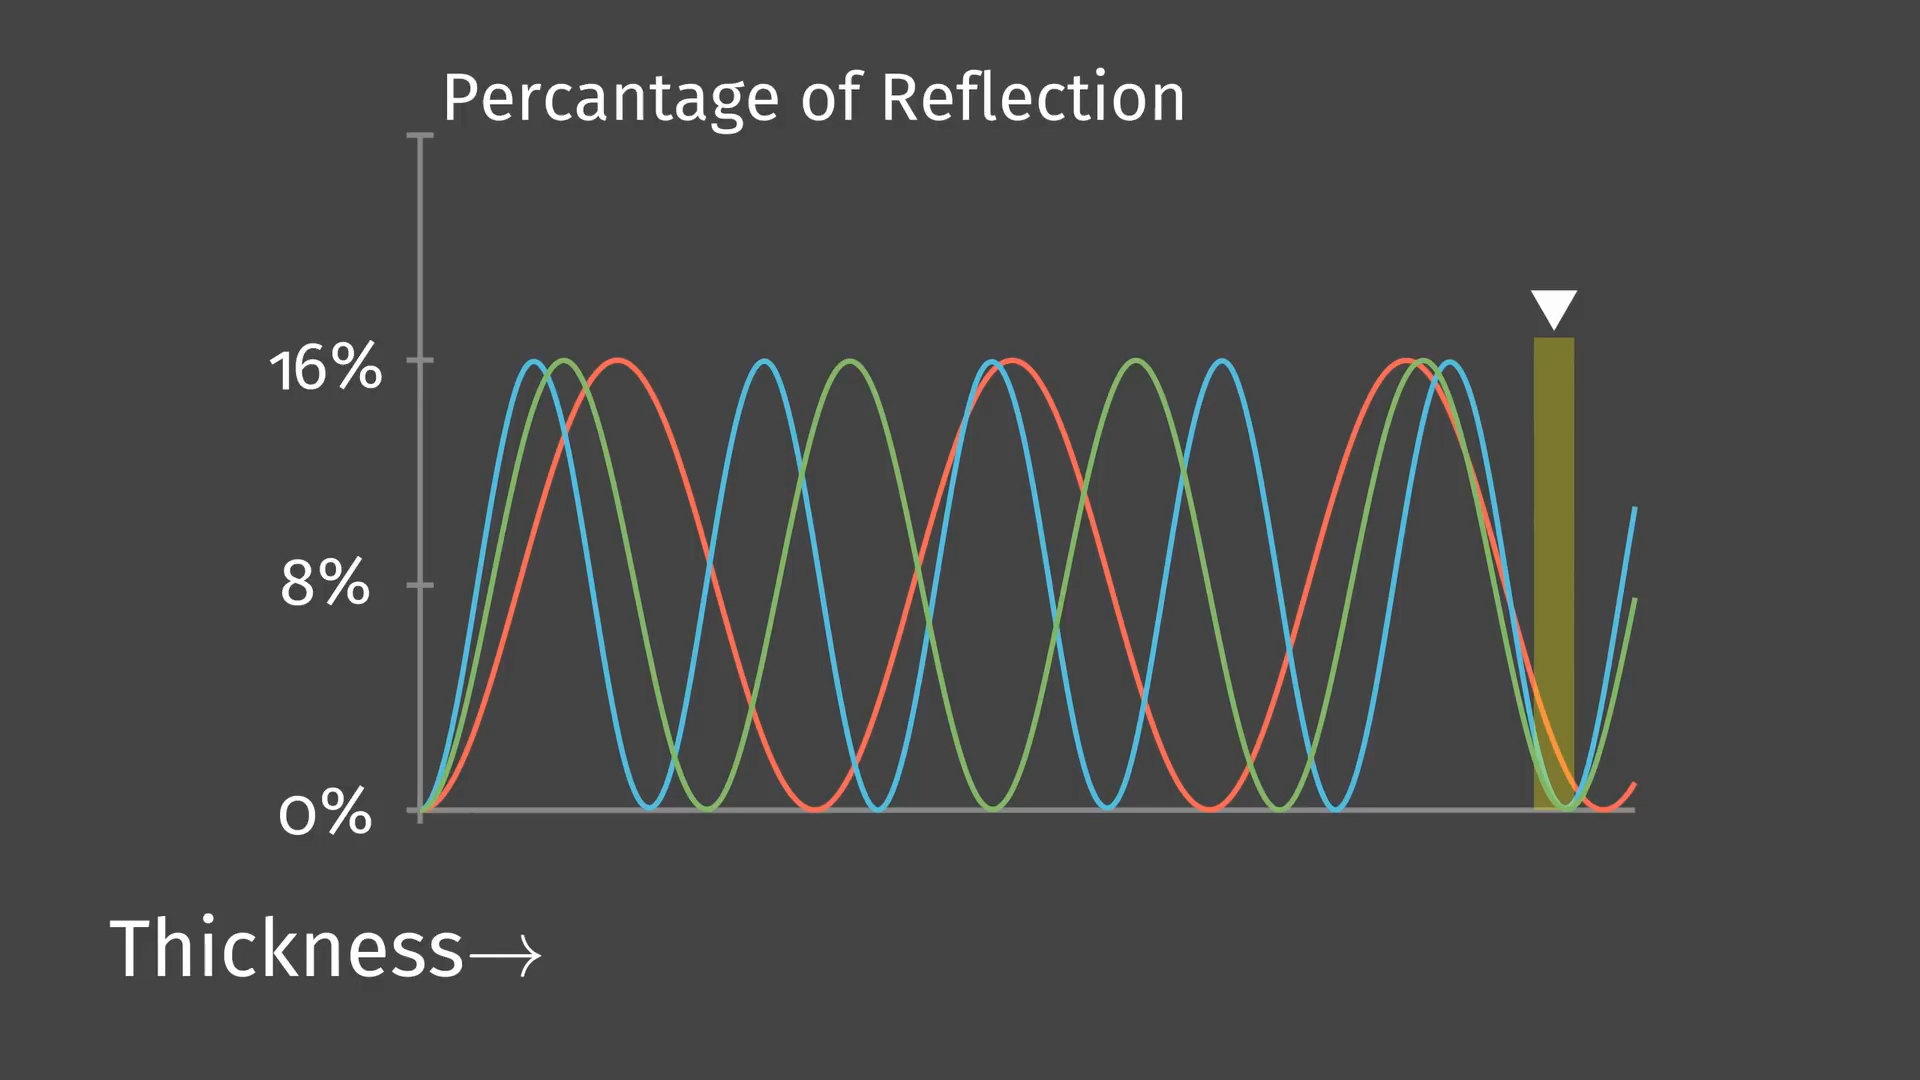 Percantage of Reflection
16%
8%
0%
Thickness→